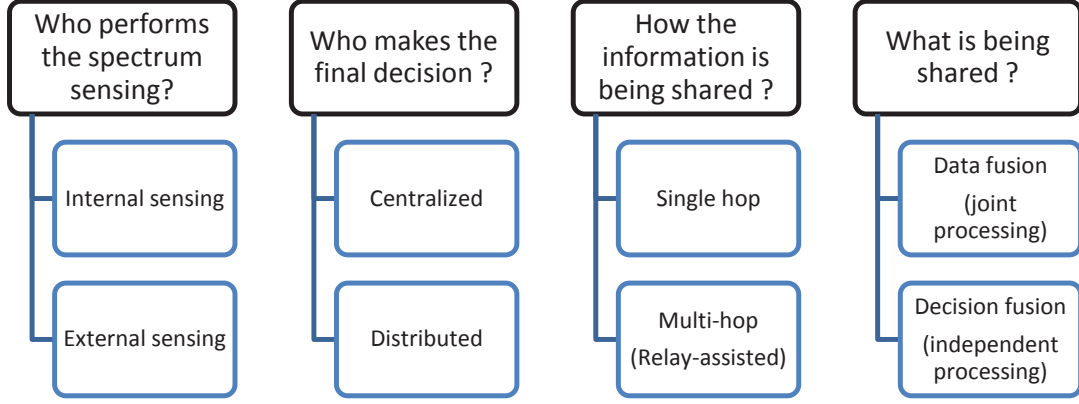 Who performs
the spectrum
sensing?
Internal sensing
External sensing
Who makes the
final decision ?
Centralized
Distributed
How the
information is
being shared ?
Single hop
Multi-hop
(Relay-assisted)
What is being
shared ?
Data fusion
(joint
processing)
Decision fusion
(independent
processing)